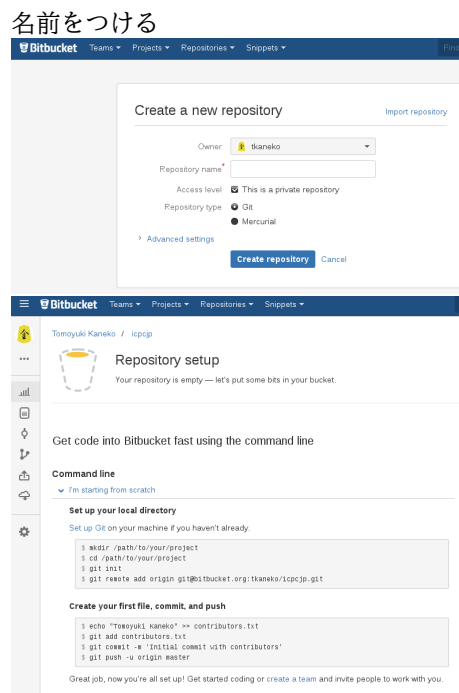 名前をつける
Bitbucket Teams Projects Repositories Snippets Find
Create a new repository Import repository
Owner tkaneko
Repository name*
Access level This is a private repository
Repository type Git
Mercurial
Advanced settings
Create repository Cancel
Bitbucket Teams Projects Repositories Snippets
Tomoyuki Kaneko / icpcjp
Repository setup
Your repository is empty — let's put some bits in your bucket.
Get code into Bitbucket fast using the command line
Command line
I'm starting from scratch
Set up your local directory
Set up Git on your machine if you haven't already.
$ mkdir /path/to/your/project
$ cd /path/to/your/project
$ git init
$ git remote add origin git@bitbucket.org:tkaneko/icpcjp.git
Create your first file, commit, and push
$ echo "Tomoyuki Kaneko" >> contributors.txt
$ git add contributors.txt
$ git commit -m 'Initial commit with contributors'
$ git push -u origin master
Great job, now you're all set up! Get started coding or create a team and invite people to work with you.